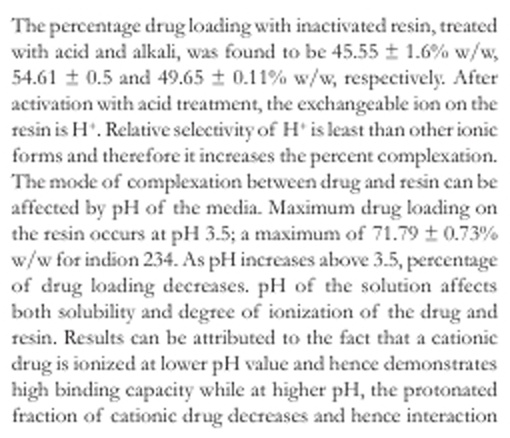 The percentage drug loading with inactivated resin, treated
with acid and alkali, was found to be 45.55 ± 1.6% w/w,
54.61 ± 0.5 and 49.65 ± 0.11% w/w, respectively. After
activation with acid treatment, the exchangeable ion on the
resin is H⁺. Relative selectivity of H⁺ is least than other ionic
forms and therefore it increases the percent complexation.
The mode of complexation between drug and resin can be
affected by pH of the media. Maximum drug loading on
the resin occurs at pH 3.5; a maximum of 71.79 ± 0.73%
w/w for indion 234. As pH increases above 3.5, percentage
of drug loading decreases. pH of the solution affects
both solubility and degree of ionization of the drug and
resin. Results can be attributed to the fact that a cationic
drug is ionized at lower pH value and hence demonstrates
high binding capacity while at higher pH, the protonated
fraction of cationic drug decreases and hence interaction